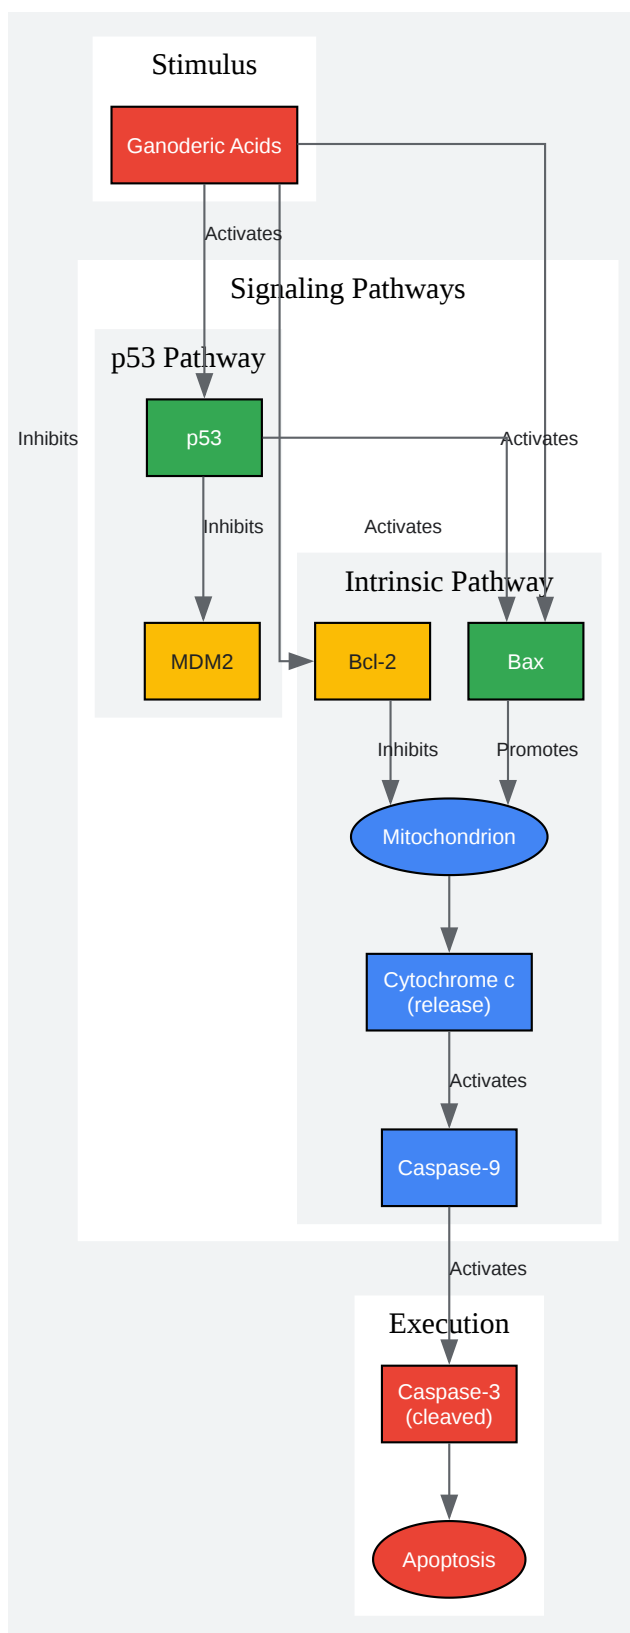 Stimulus
Ganoderic Acids
Activates
Signaling Pathways
p53 Pathway
Inhibits
p53
Activates
Inhibits
Activates
Intrinsic Pathway
MDM2
Bcl-2
Bax
Inhibits
Promotes
Mitochondrion
Cytochrome c
(release)
Activates
Caspase-9
Activates
Execution
Caspase-3
(cleaved)
Apoptosis